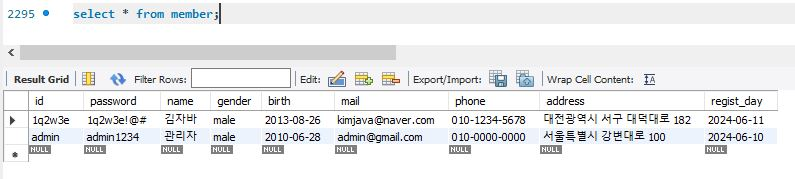 2295 select * from member;
Result Grid Filter Rows: Edit: Export/Import: Wrap Cell Content:
id password name gender birth mail phone address regist_day
1q2w3e 1q2w3e!@# 김자바 male 2013-08-26 kimjava@naver.com 010-1234-5678 대전광역시 서구 대덕대로 182 2024-06-11
admin admin1234 관리자 male 2010-06-28 admin@gmail.com 010-0000-0000 서울특별시 강변대로 100 2024-06-10
NULL NULL NULL NULL NULL NULL NULL NULL NULL